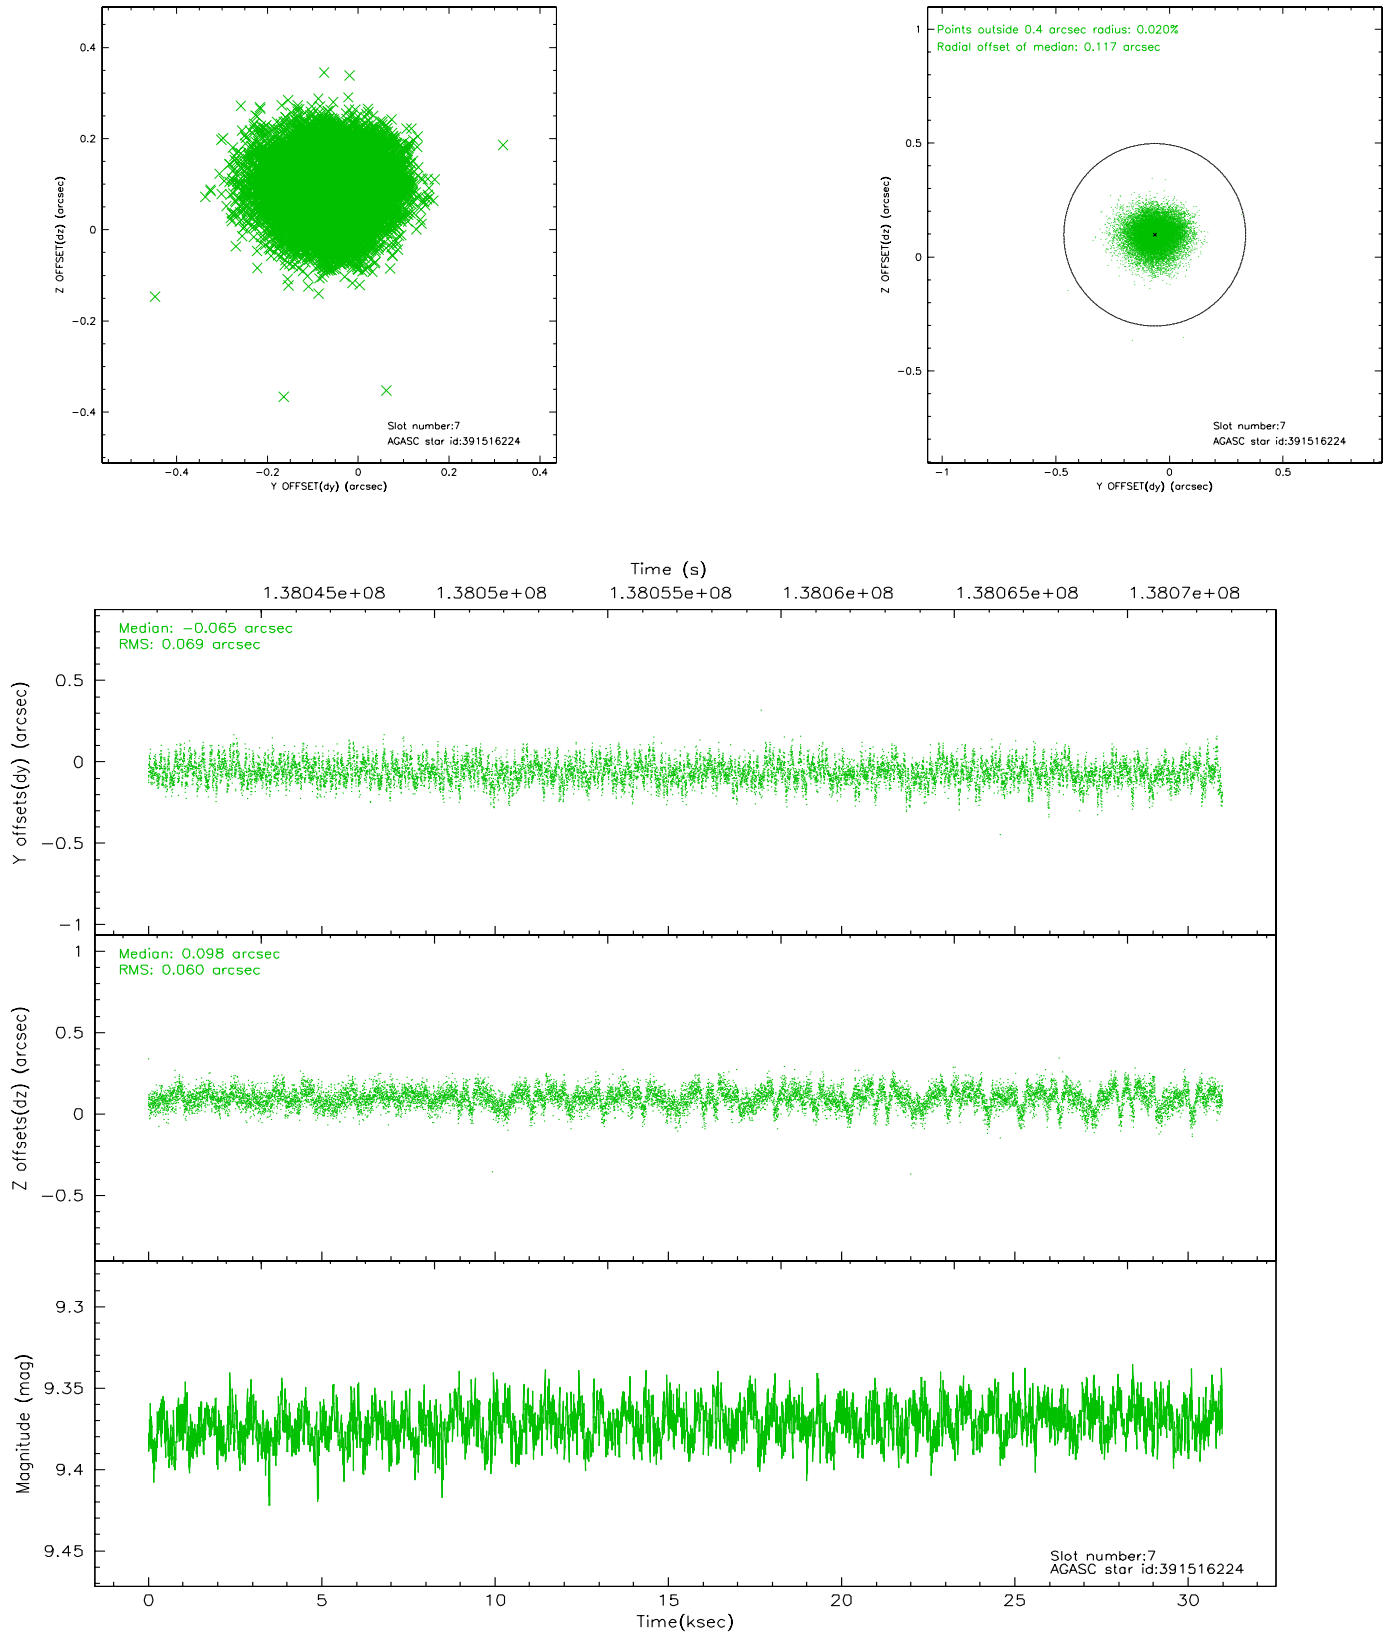 0.4
0.2
0
−0.2
−0.4
Z OFFSET(dz) (arcsec)
Slot number:7
AGASC star id:391516224
−0.4 −0.2 0 0.2 0.4
Y OFFSET(dy) (arcsec)
Points outside 0.4 arcsec radius: 0.020%
Radial offset of median: 0.117 arcsec
1
0.5
0
−0.5
Z OFFSET(dz) (arcsec)
Slot number:7
AGASC star id:391516224
−1 −0.5 0 0.5
Y OFFSET(dy) (arcsec)
Time (s)
1.38045e+08 1.3805e+08 1.38055e+08 1.3806e+08 1.38065e+08 1.3807e+08
Median: −0.065 arcsec
RMS: 0.069 arcsec
0.5
0
−0.5
−1
Y offsets(dy) (arcsec)
Median: 0.098 arcsec
RMS: 0.060 arcsec
1
0.5
0
−0.5
Z offsets(dz) (arcsec)
9.3
9.35
9.4
9.45
Magnitude (mag)
Slot number:7
AGASC star id:391516224
0 5 10 15 20 25 30
Time(ksec)